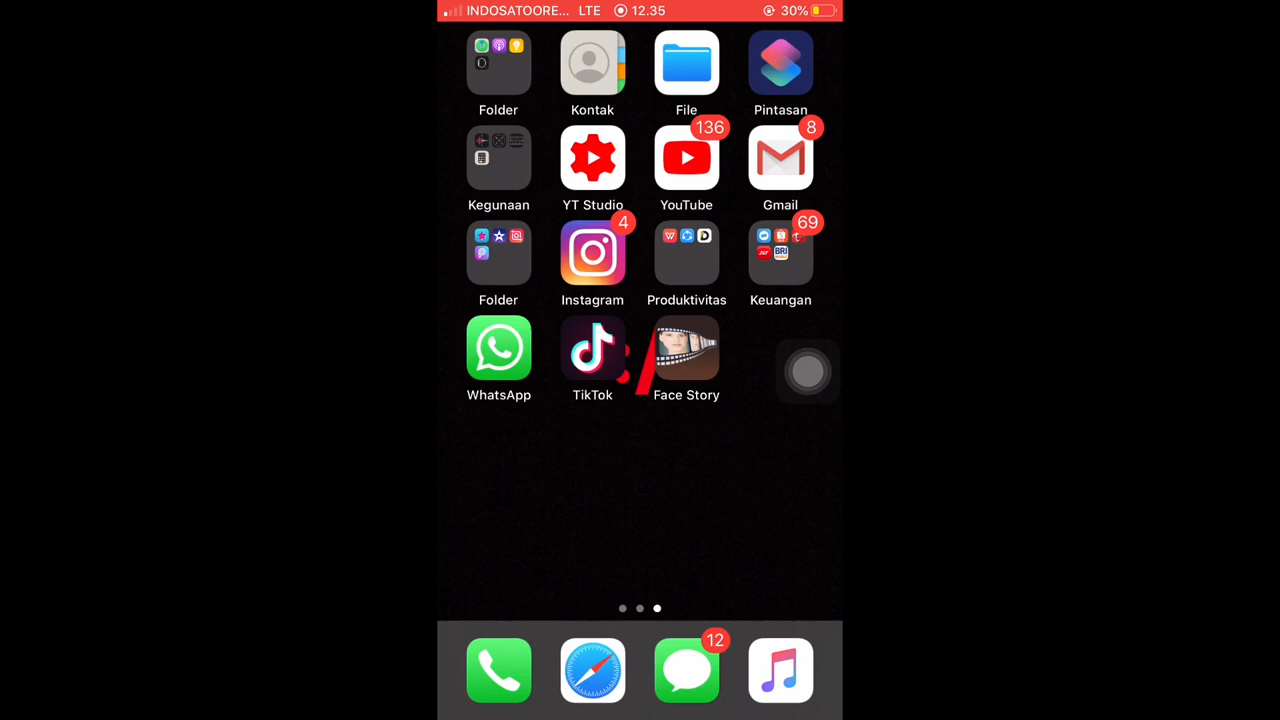 INDOSATOORE... LTE 12.35 30%
Folder Kontak File Pintasan
136 8
Kegunaan YT Studio YouTube Gmail
4 69
Folder Instagram Produktivitas Keuangan
WhatsApp TikTok Face Story
12